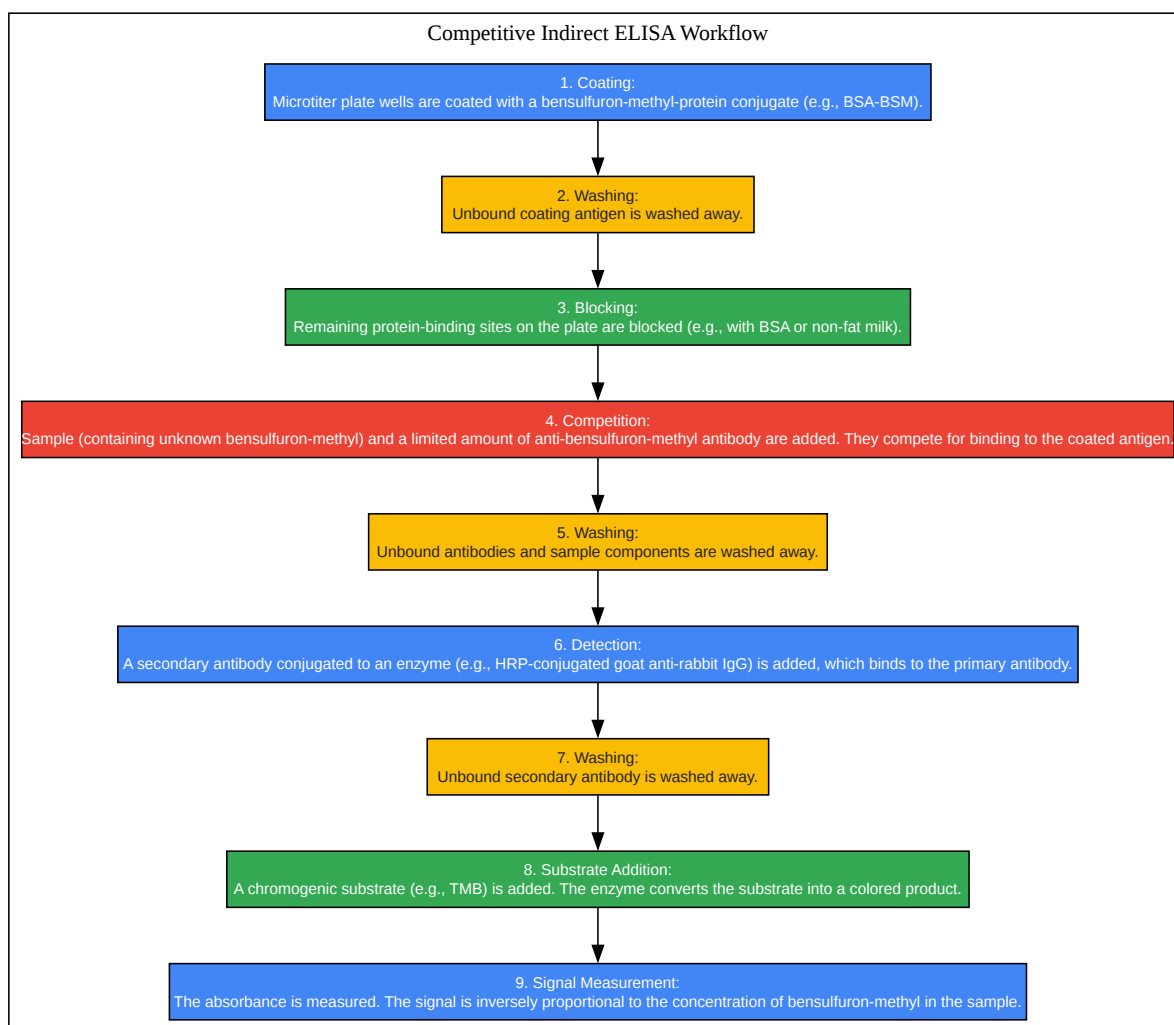 Competitive Indirect ELISA Workflow
1. Coating:
Microtiter plate wells are coated with a bensulfuron-methyl-protein conjugate (e.g., BSA-BSM).
2. Washing:
Unbound coating antigen is washed away.
3. Blocking:
Remaining protein-binding sites on the plate are blocked (e.g., with BSA or non-fat milk).
4. Competition:
Sample (containing unknown bensulfuron-methyl) and a limited amount of anti-bensulfuron-methyl antibody are added. They compete for binding to the coated antigen.
5. Washing:
Unbound antibodies and sample components are washed away.
6. Detection:
A secondary antibody conjugated to an enzyme (e.g., HRP-conjugated goat anti-rabbit IgG) is added, which binds to the primary antibody.
7. Washing:
Unbound secondary antibody is washed away.
8. Substrate Addition:
A chromogenic substrate (e.g., TMB) is added. The enzyme converts the substrate into a colored product.
9. Signal Measurement:
The absorbance is measured. The signal is inversely proportional to the concentration of bensulfuron-methyl in the sample.